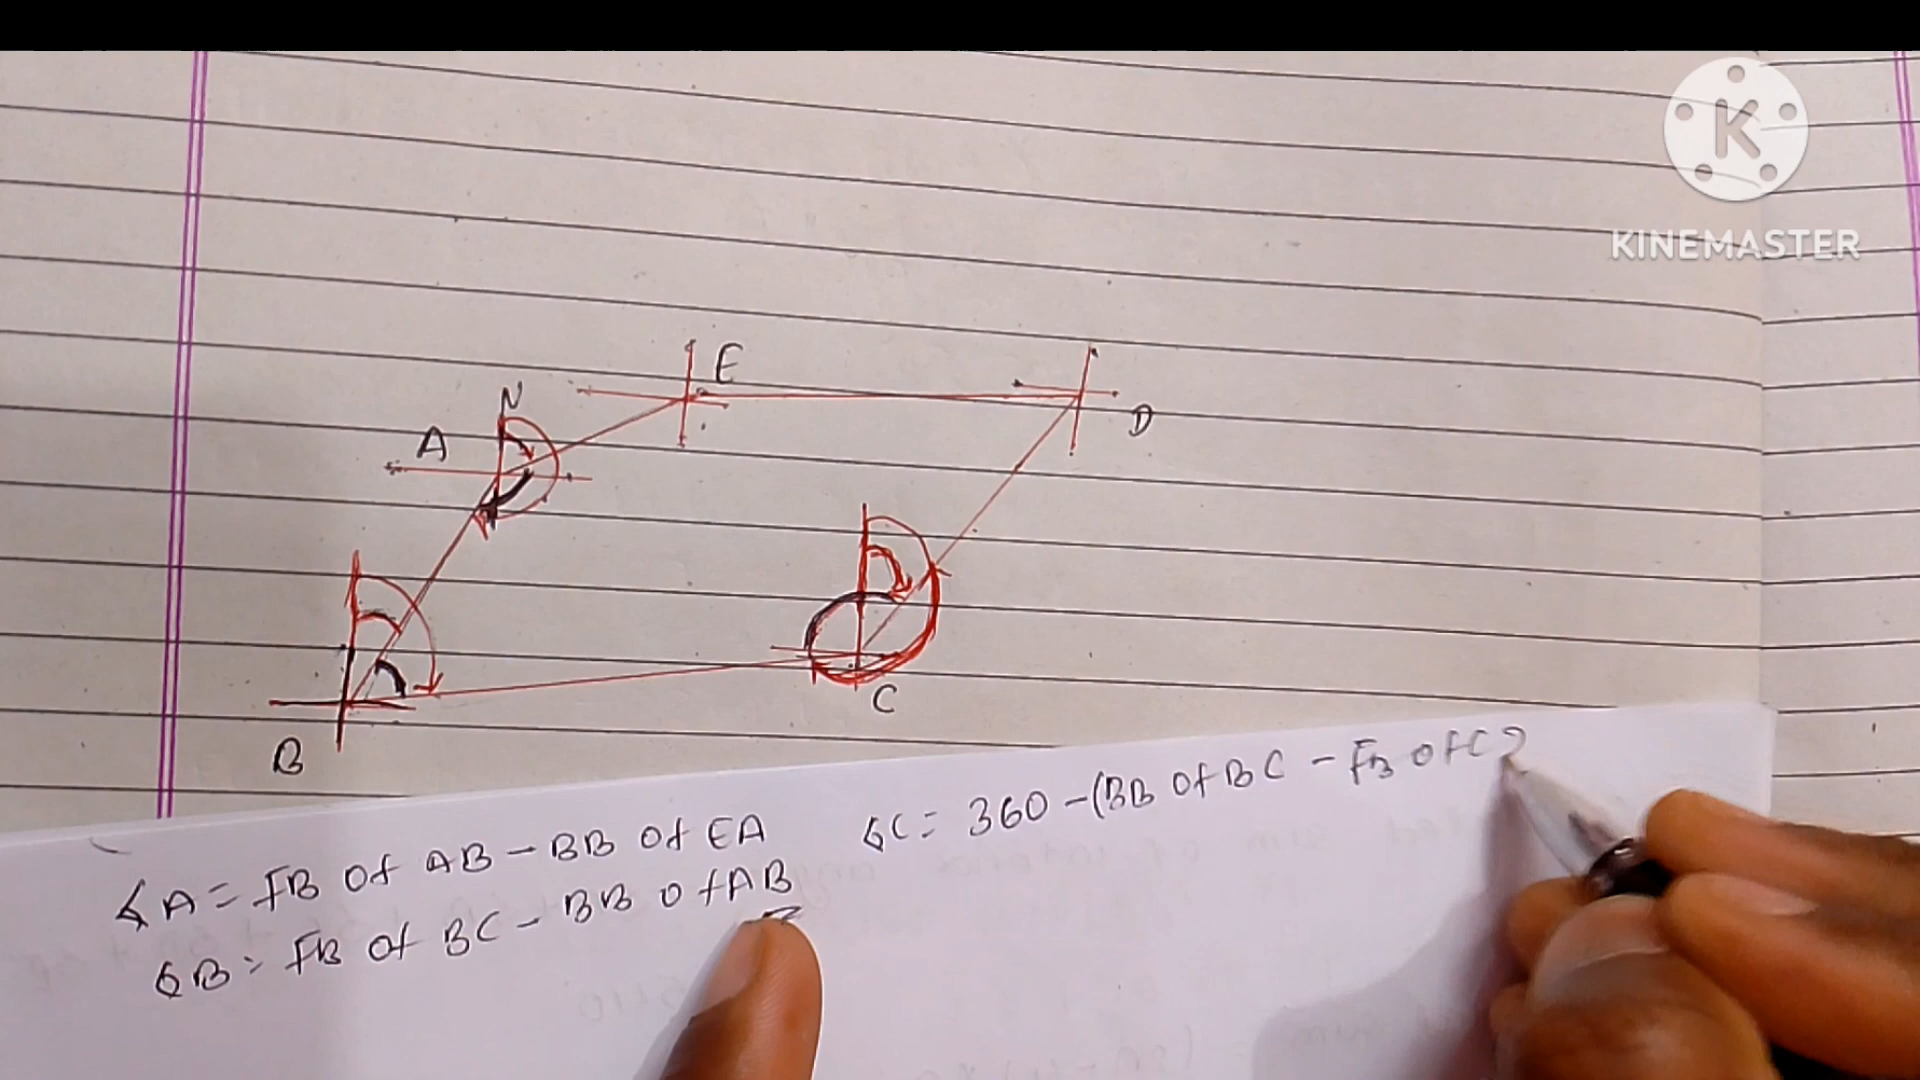 K
KINEMASTER
E
N
A
D
C
B
∡A = FB Of AB - BB Of EA
∡B = FB Of BC - BB Of AB
∡C = 360 - (BB Of BC - FB Of C